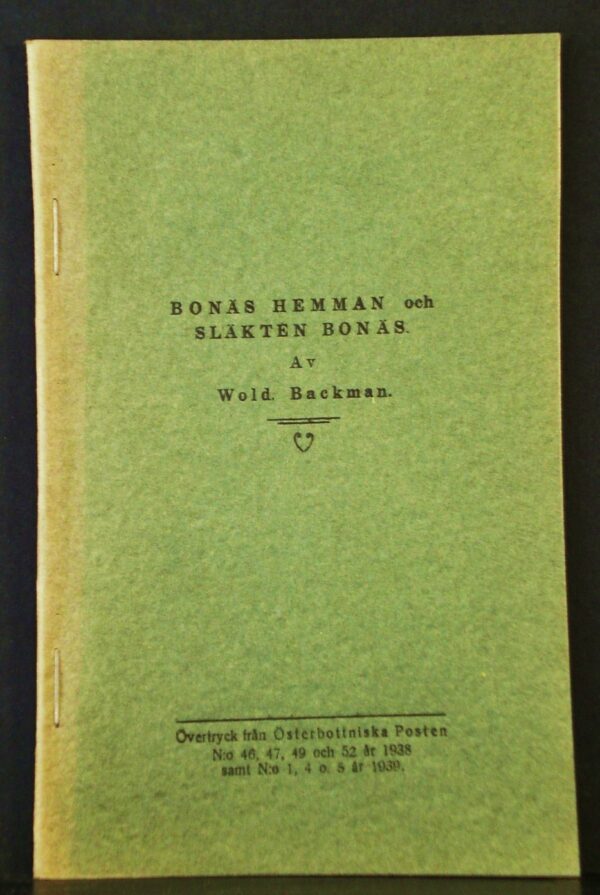 BONÄS HEMMAN och
SLÄKTEN BONÄS.
Av
Wold. Backman.
Övertryck från Österbottniska Posten
N:o 46, 47, 49 och 52 år 1938
samt N:o 1, 4 o. 5 år 1939.